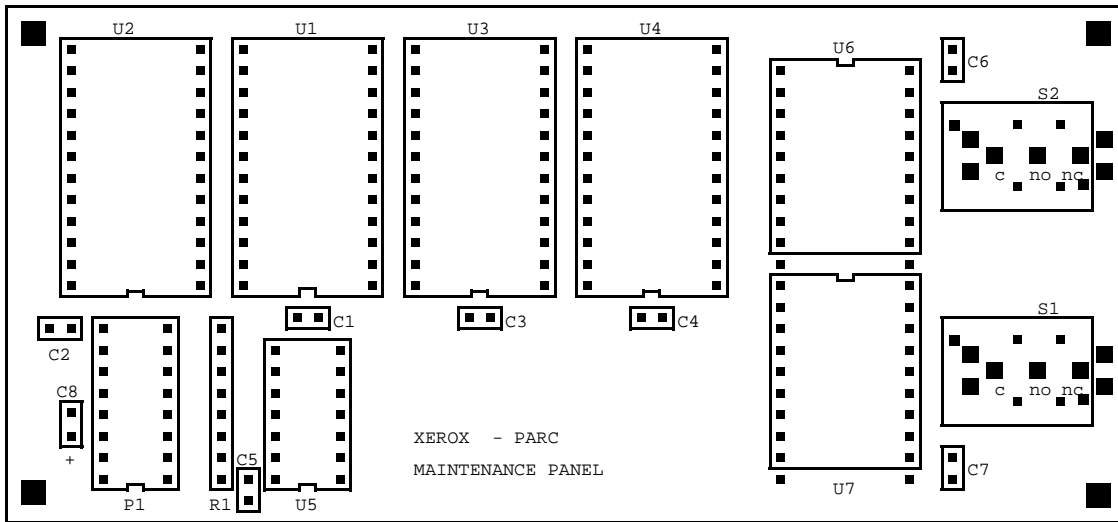 U2
U1
U3
U4
U6
C6
S2
c no nc
C1
C3
C4
S1
C2
c no nc
C8
+
XEROX - PARC
C5
MAINTENANCE PANEL
C7
P1
R1
U5
U7